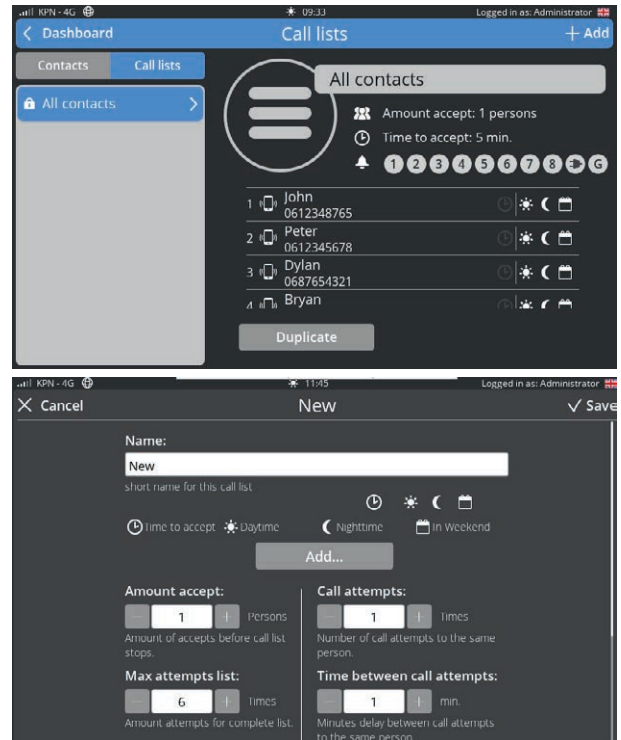 KPN - 4G 09:33 Logged in as: Administrator
Dashboard Call lists + Add
Contacts Call lists
All contacts
All contacts
Amount accept: 1 persons
Time to accept: 5 min.
1 2 3 4 5 6 7 8 G
1 John
0612348765
2 Peter
0612345678
3 Dylan
0687654321
4 Bryan
Duplicate
KPN - 4G 11:45 Logged in as: Administrator
Cancel New Save
Name:
New
short name for this call list
Time to accept Daytime Nighttime In Weekend
Add...
Amount accept: Call attempts:
- 1 + Persons - 1 + Times
Amount of accepts before call list Number of call attempts to the same
stops. person.
Max attempts list: Time between call attempts:
- 6 + Times - 1 + min.
Amount attempts for complete list. Minutes delay between call attempts
to the same person